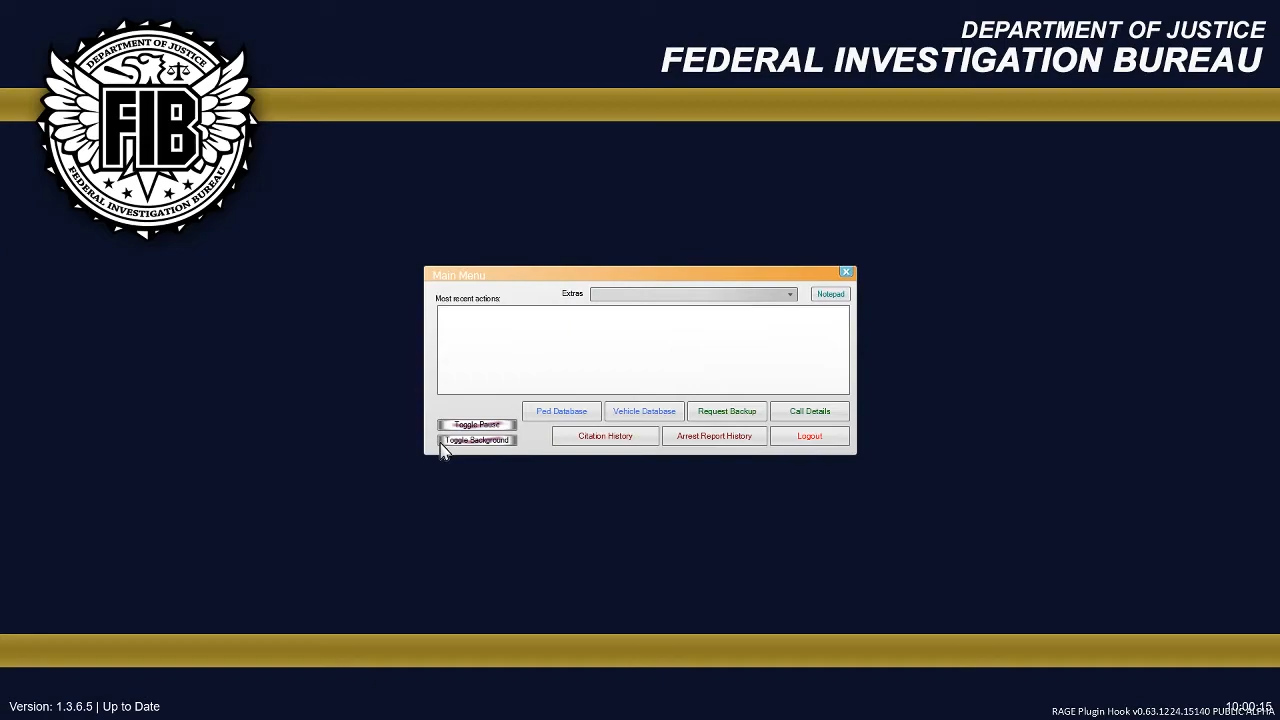 DEPARTMENT OF JUSTICE
FEDERAL INVESTIGATION BUREAU
DEPARTMENT OF JUSTICE
FIB
FEDERAL INVESTIGATION BUREAU
Main Menu
Extras
Notepad
Most recent actions:
Ped Database
Vehicle Database
Request Backup
Call Details
Toggle Pause
Toggle Background
Citation History
Arrest Report History
Logout
Version: 1.3.6.5 | Up to Date
10:00:15
RAGE Plugin Hook v0.63.1224.15140 PUBLIC ALPHA